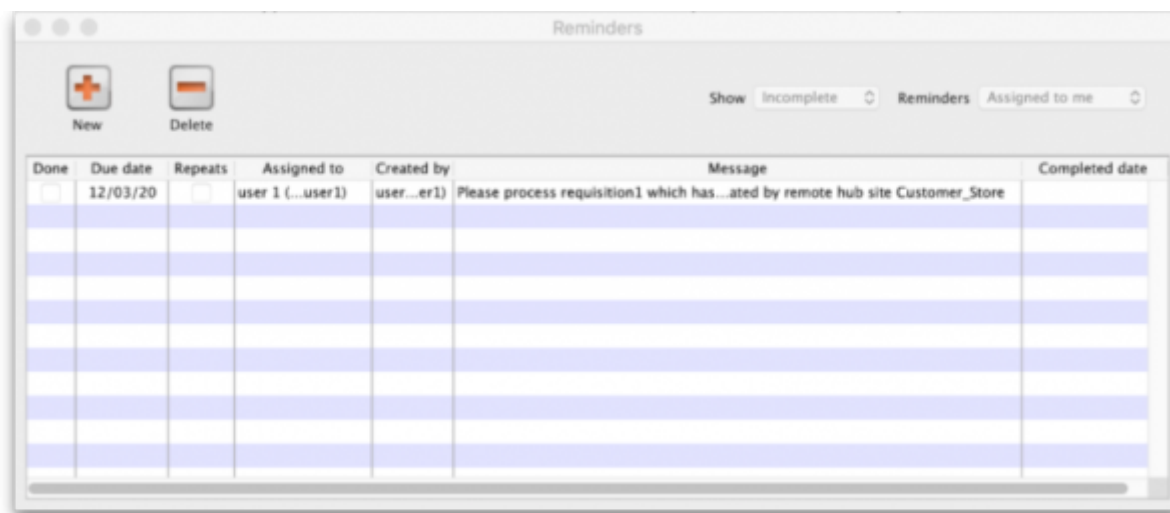 Reminders
New Delete Show Incomplete Reminders Assigned to me
Done Due date Repeats Assigned to Created by Message Completed date
12/03/20 user 1 (...user1) user...er1) Please process requisition1 which has...ated by remote hub site Customer_Store